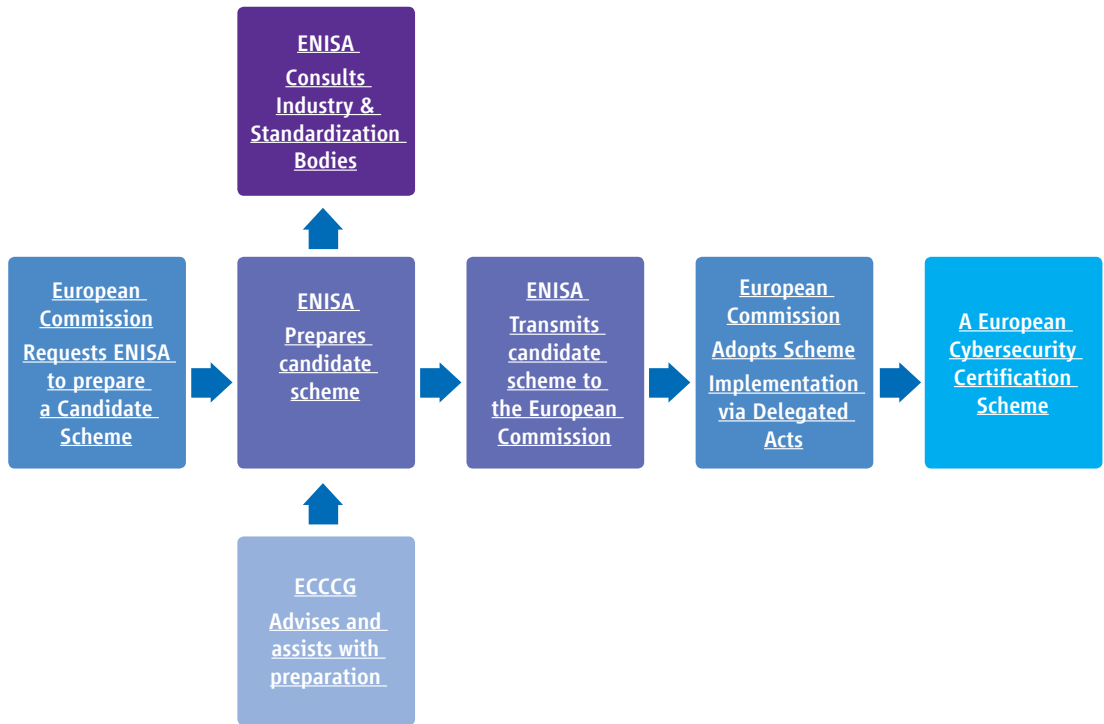 ENISA
Consults
Industry &
Standardization
Bodies
European
Commission
Requests ENISA
to prepare
a Candidate
Scheme
ENISA
Prepares
candidate
scheme
ENISA
Transmits
candidate
scheme to
the European
Commission
European
Commission
Adopts Scheme
Implementation
via Delegated
Acts
A European
Cybersecurity
Certification
Scheme
ECCCG
Advises and
assists with
preparation